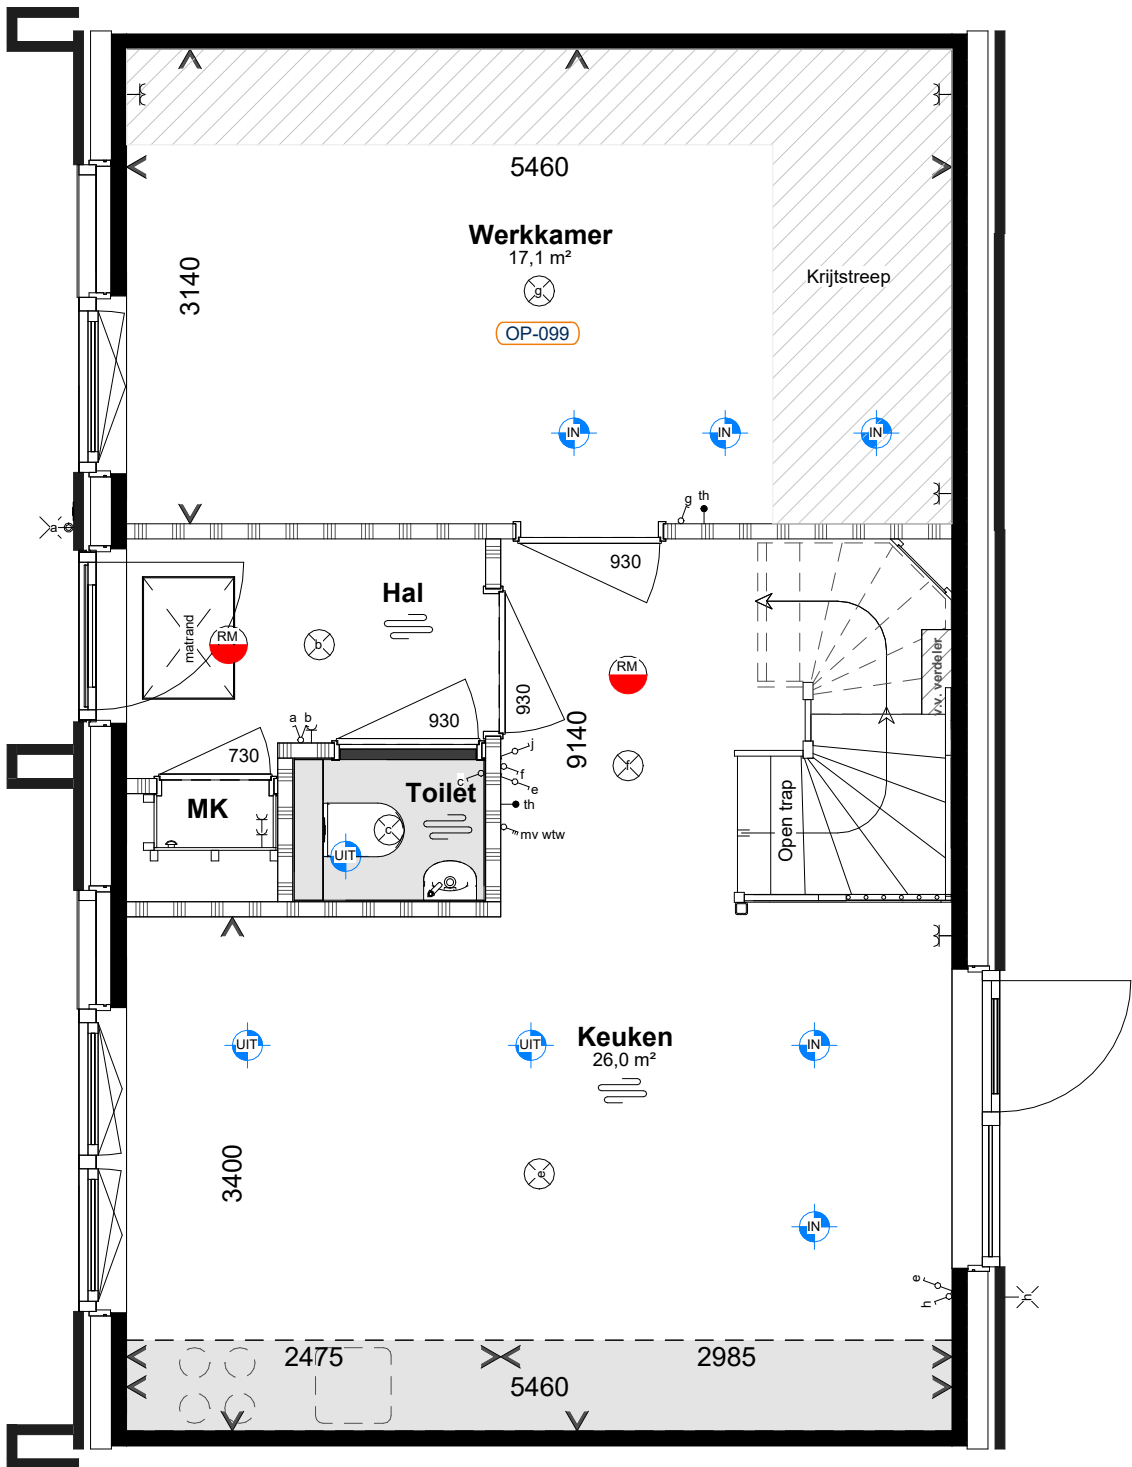 5460
Werkkamer
17,1 m²
g
Krijtstreep
3140
OP-099
IN
IN
IN
g
th
a
930
Hal
matrand
RM
b
RM
v.v. verdeler
930
930
9140
a
b
730
j
f
f
c
e
Toilet
MK
th
Open trap
c
mv wtw
UIT
UIT
UIT
Keuken
IN
26,0 m²
3400
e
IN
e
h
h
2475
2985
5460